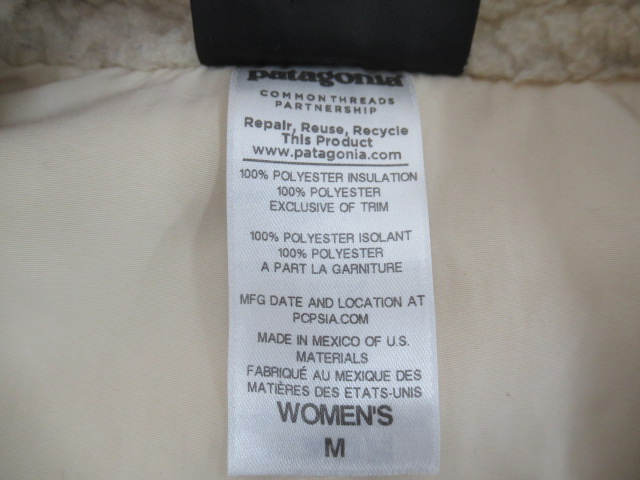 patagonia
COMMONTHREADS
PARTNERSHIP
Repair, Reuse, Recycle
This Product
www.patagonia.com
100% POLYESTER INSULATION
100% POLYESTER
EXCLUSIVE OF TRIM
100% POLYESTER ISOLANT
100% POLYESTER
A PART LA GARNITURE
MFG DATE AND LOCATION AT
PCPSIA.COM
MADE IN MEXICO OF U.S.
MATERIALS
FABRIQUÉ AU MEXIQUE DES
MATIÈRES DES ETATS-UNIS
WOMEN'S
M